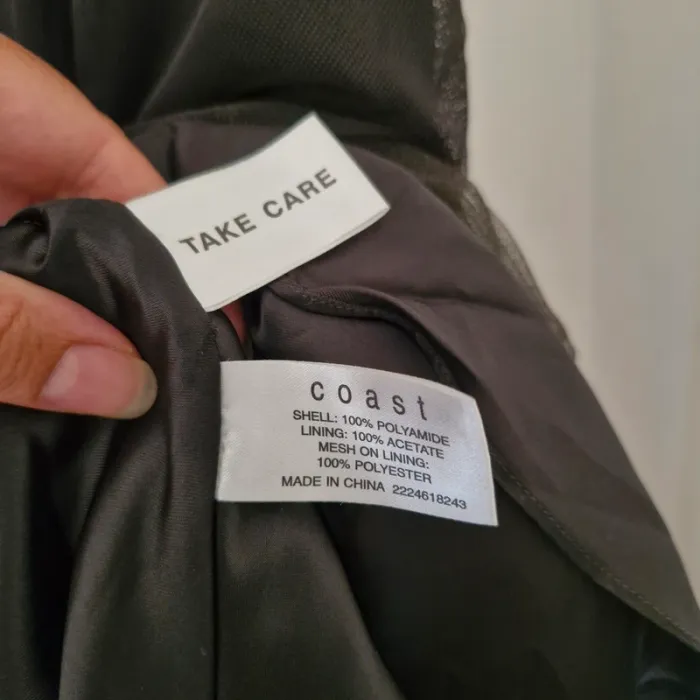 TAKE CARE
coast
SHELL: 100% POLYAMIDE
LINING: 100% ACETATE
MESH ON LINING:
100% POLYESTER
MADE IN CHINA 2224618243